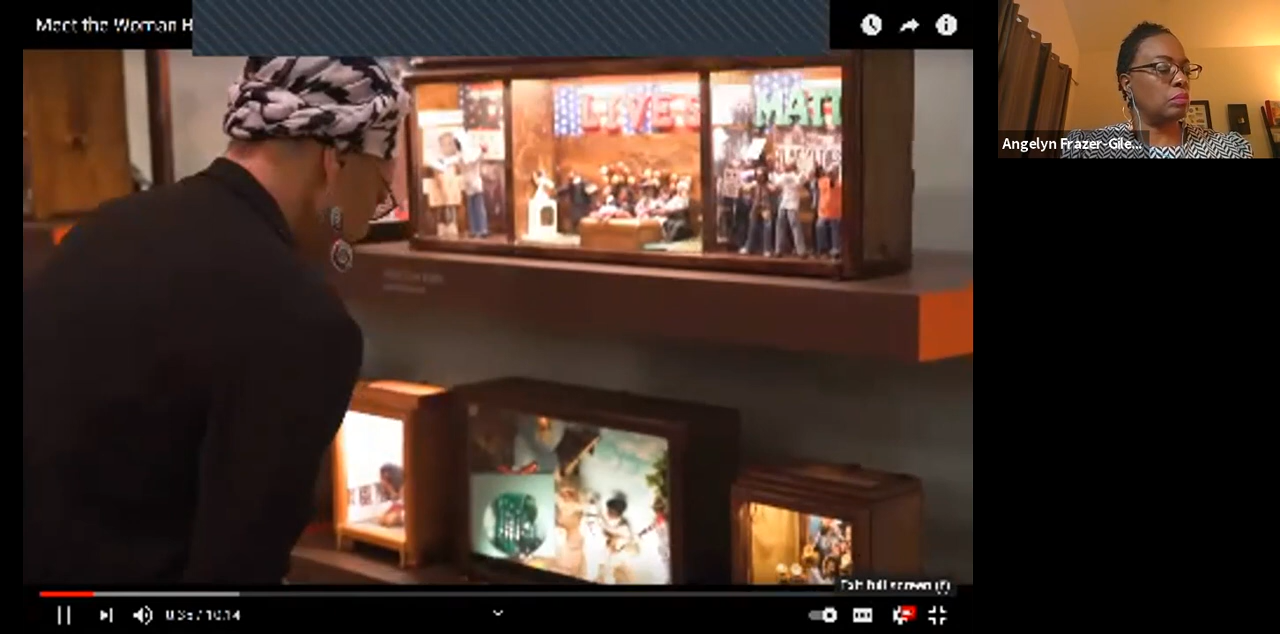 Meet the Woman
Angelyn Frazer-Gile...
LIVES
MATT
Exit full screen (f)
0:35 / 10:14